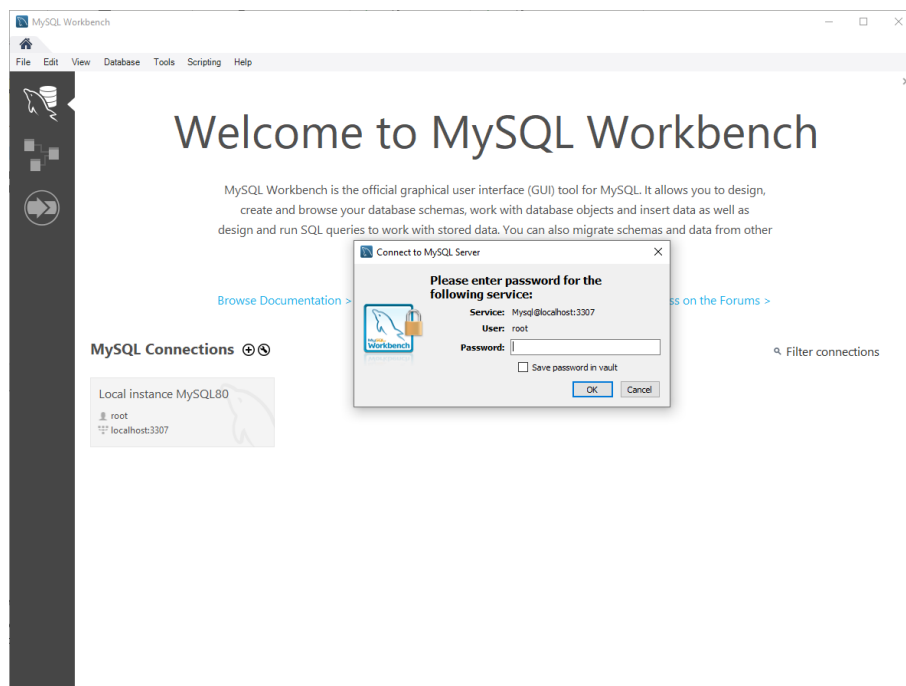 MySQL Workbench
File Edit View Database Tools Scripting Help
Welcome to MySQL Workbench
MySQL Workbench is the official graphical user interface (GUI) tool for MySQL. It allows you to design,
create and browse your database schemas, work with database objects and insert data as well as
design and run SQL queries to work with stored data. You can also migrate schemas and data from other
Connect to MySQL Server
Please enter password for the
following service:
Service: Mysql@localhost:3307
User: root
Password:
Save password in vault
OK Cancel
MySQL
Workbench
Browse Documentation >
on the Forums >
MySQL Connections
Filter connections
Local instance MySQL80
root
localhost:3307